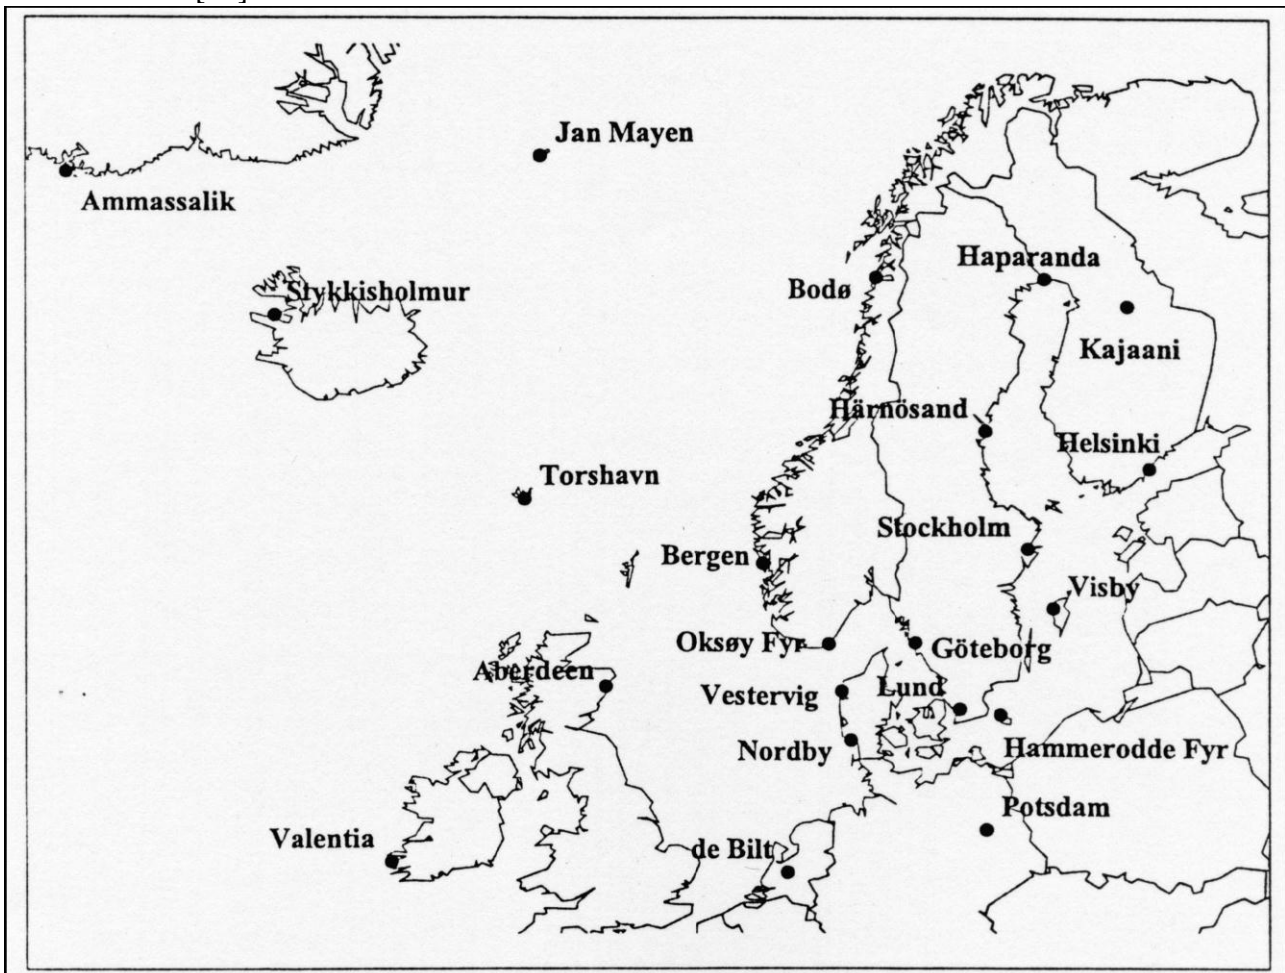 Jan Mayen
Ammassalik
Haparanda
Bodø
Stykkisholmur
Kajaani
Härnösand
Helsinki
Torshavn
Stockholm
Bergen
Visby
Oksøy Fyr
Göteborg
Aberdeen
Vestervig
Lund
Nordby
Hammerodde Fyr
Potsdam
Valentia
de Bilt